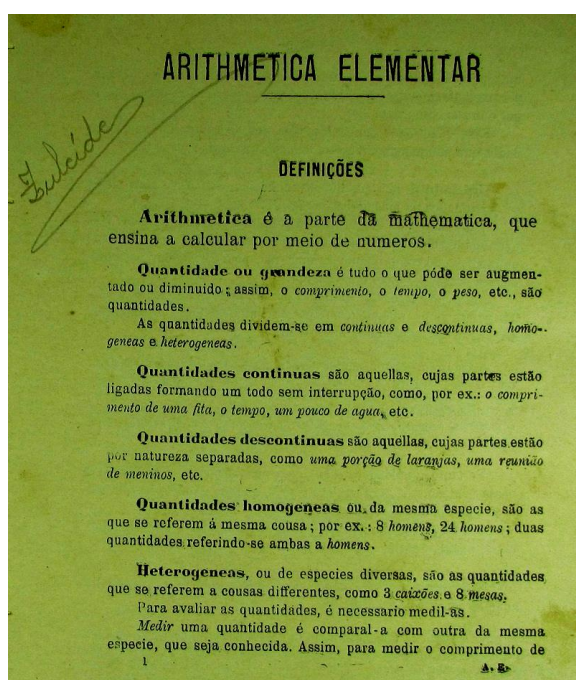 ARITHMETICA ELEMENTAR
Zulcide
DEFINIÇÕES
Arithmetica é a parte da mathematica, que
ensina a calcular por meio de numeros.
Quantidade ou grandeza é tudo o que póde ser augmen-
tado ou diminuido; assim, o comprimento, o tempo, o peso, etc., são
quantidades.
As quantidades dividem-se em continuas e descontinuas, homo-
geneas e heterogeneas.
Quantidades continuas são aquellas, cujas partes estão
ligadas formando um todo sem interrupção, como, por ex.: o compri-
mento de uma fita, o tempo, um pouco de agua, etc.
Quantidades descontinuas são aquellas, cujas partes estão
por natureza separadas, como uma porção de laranjas, uma reunião
de meninos, etc.
Quantidades homogeneas ou da mesma especie, são as
que se referem á mesma cousa; por ex.: 8 homens, 24 homens; duas
quantidades referindo-se ambas a homens.
Heterogeneas, ou de especies diversas, são as quantidades
que se referem a cousas differentes, como 3 caixões e 8 mesas.
Para avaliar as quantidades, é necessario medil-as.
Medir uma quantidade é comparal-a com outra da mesma
especie, que seja conhecida. Assim, para medir o comprimento de
1 A. E.